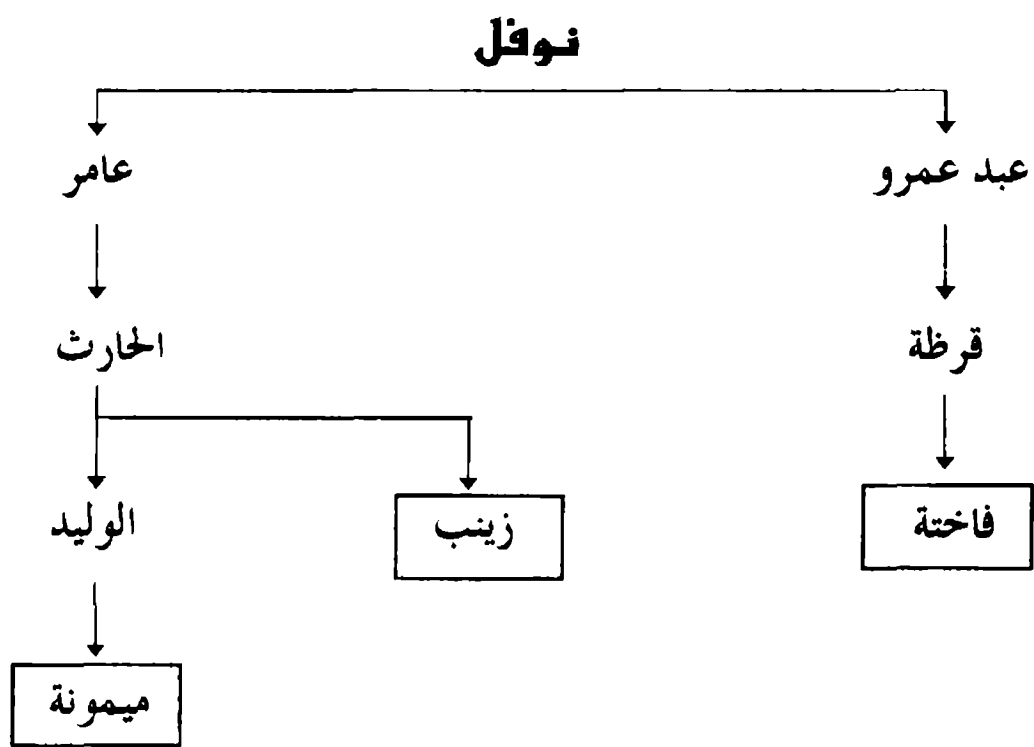 نوفل
عبد عمرو
عامر
قرظة
الحارث
فاختة
زينب
الوليد
ميمونة